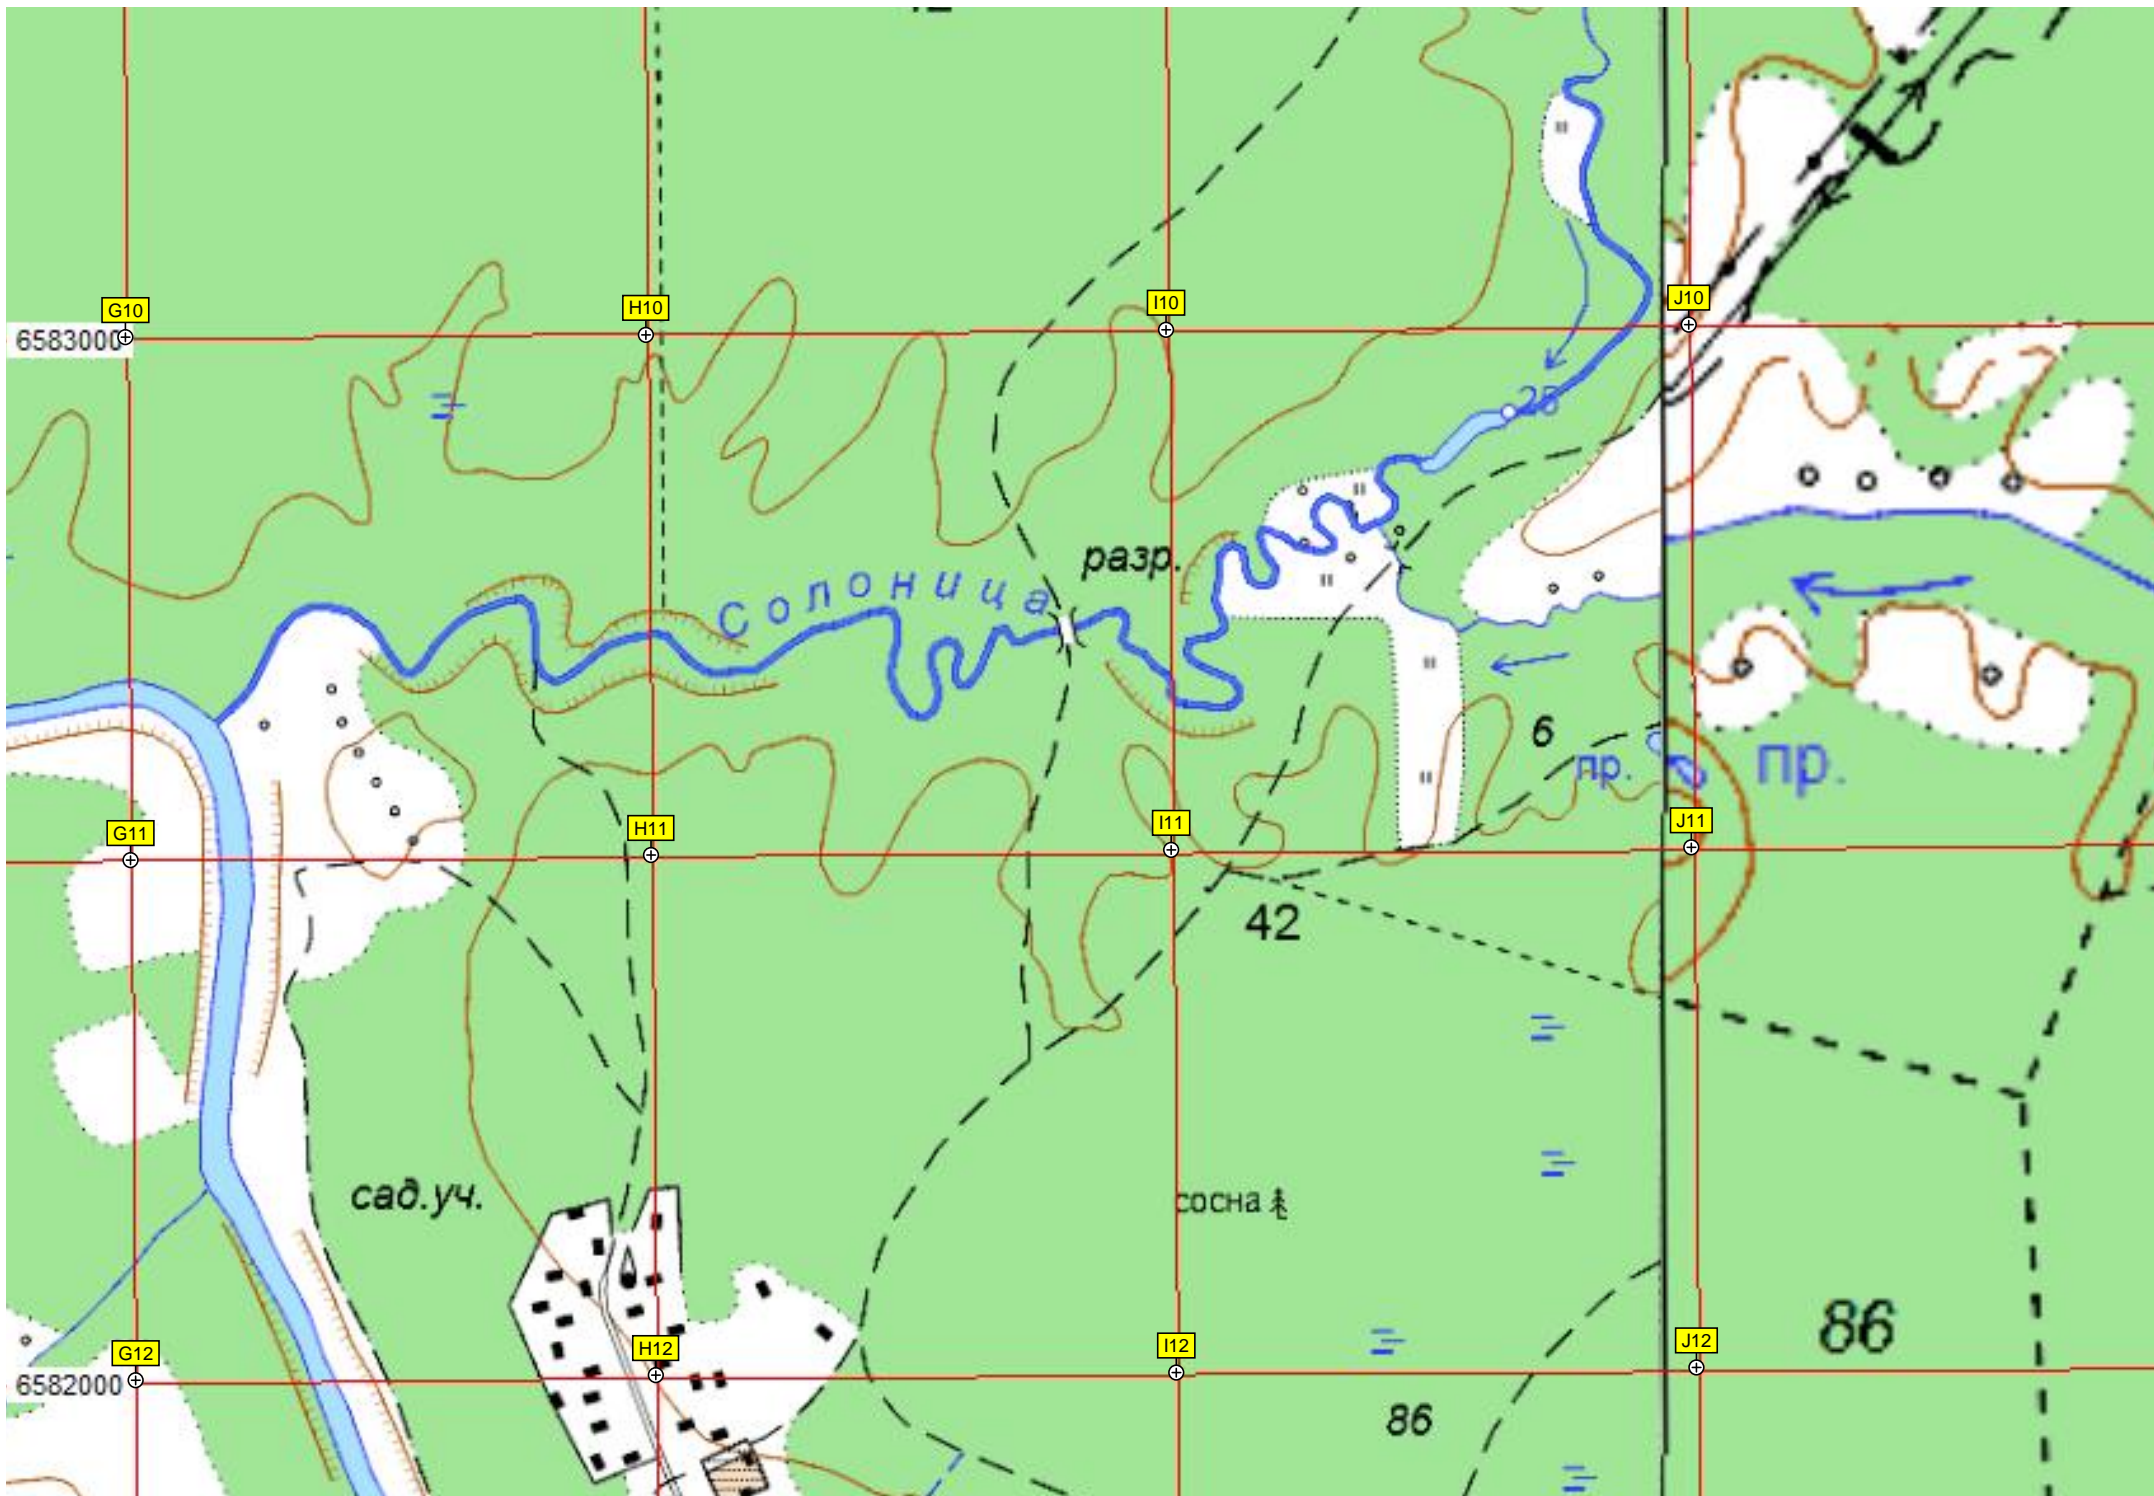 G10
H10
I10
J10
6583000
25
разр.
Солоница
6
пр.
пр.
G11
H11
I11
J11
42
сад.уч.
сосна
86
G12
H12
I12
J12
6582000
86